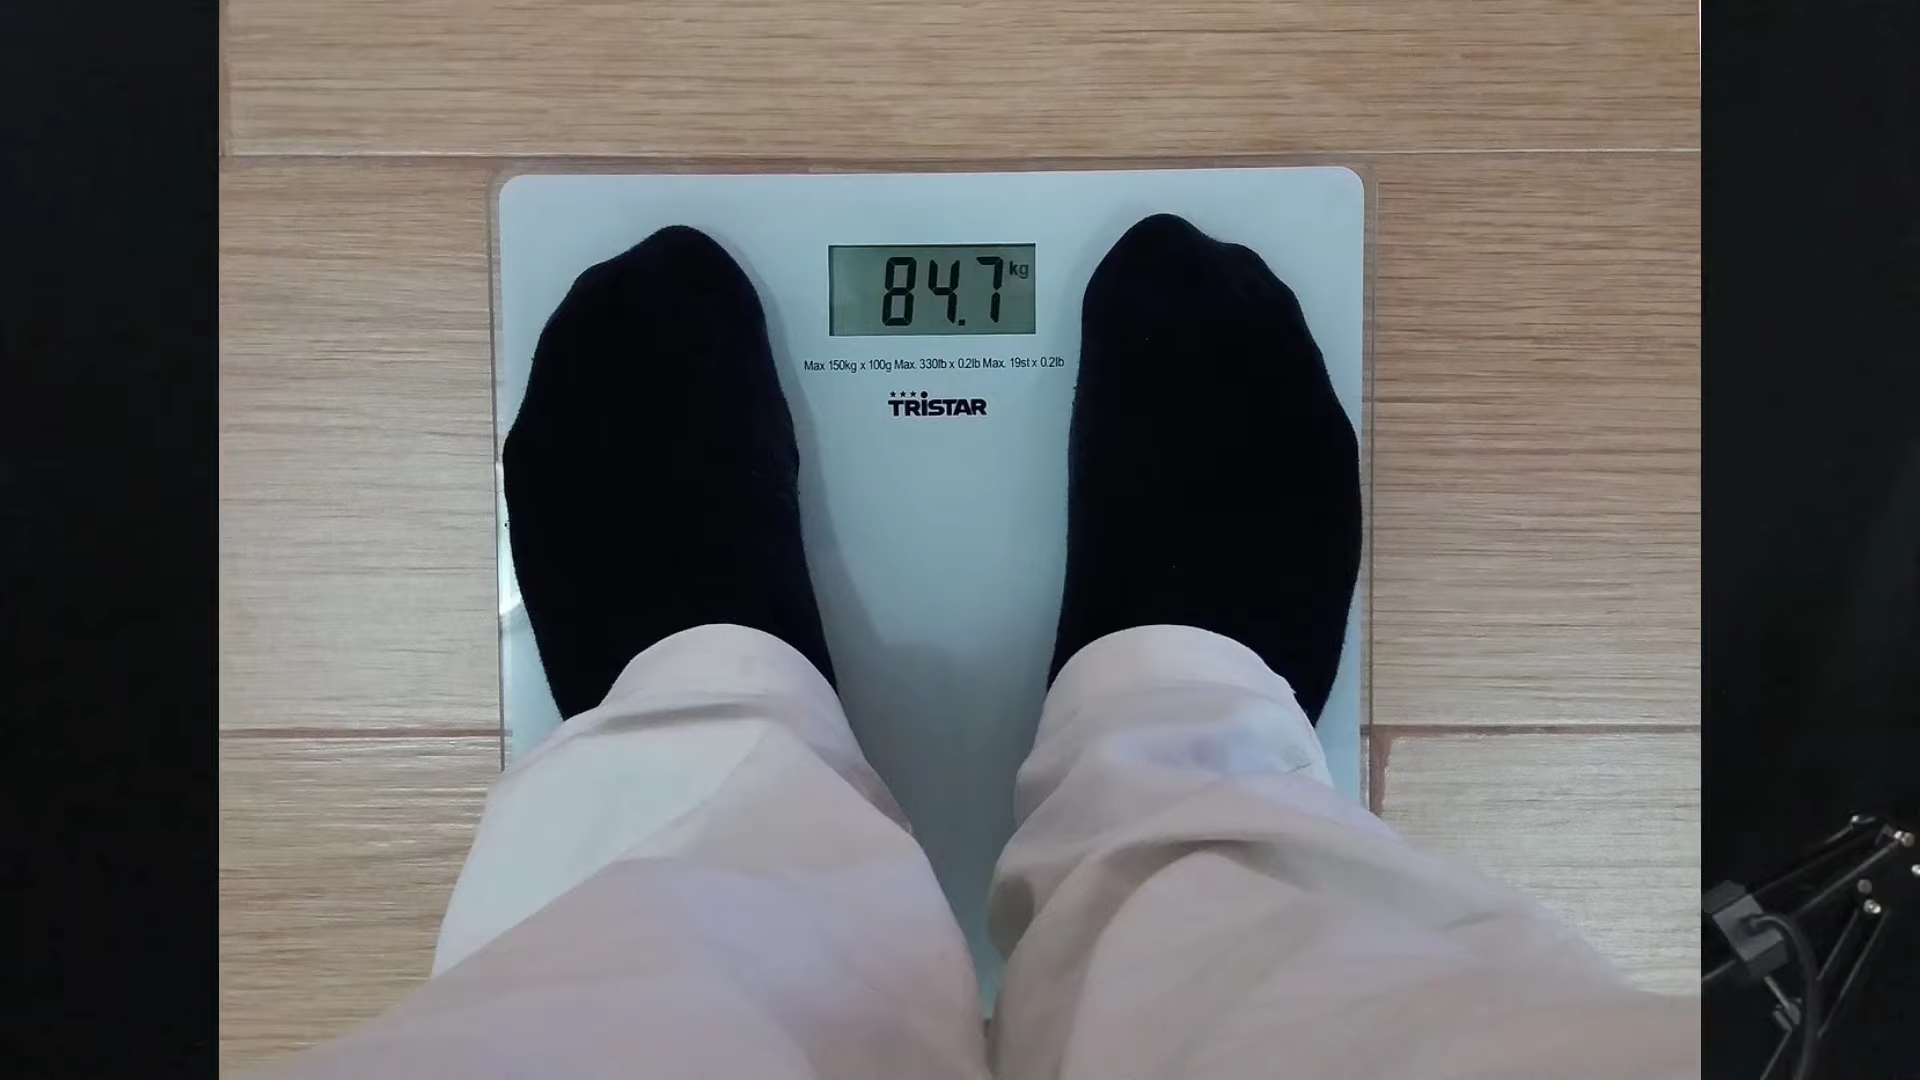 84.7 kg
Max 150kg x 100g Max. 330lb x 0.2lb Max. 19st x 0.2lb
TRISTAR